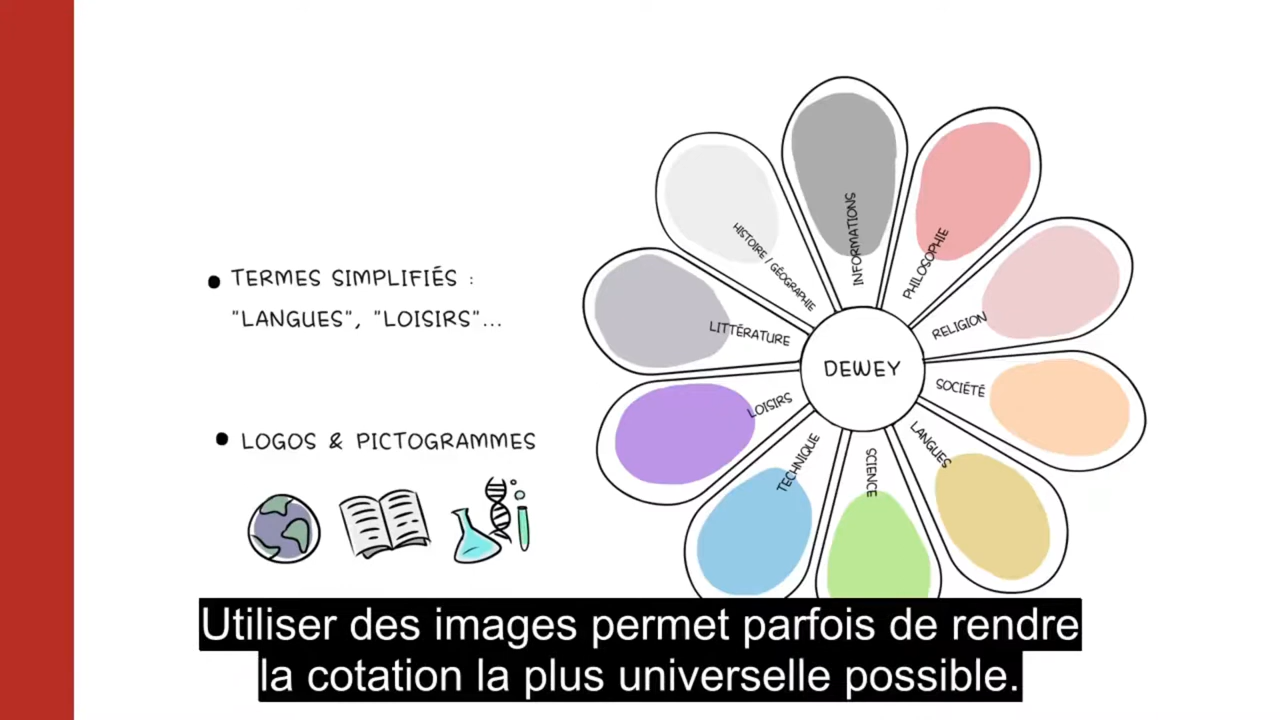 TERMES SIMPLIFIÉS :
"LANGUES", "LOISIRS"...
LOGOS & PICTOGRAMMES
INFORMATIONS
PHILOSOPHIE
RELIGION
SOCIÉTÉ
LANGUES
SCIENCE
TECHNIQUE
LOISIRS
LITTÉRATURE
HISTOIRE / GÉOGRAPHIE
DEWEY
Utiliser des images permet parfois de rendre
la cotation la plus universelle possible.